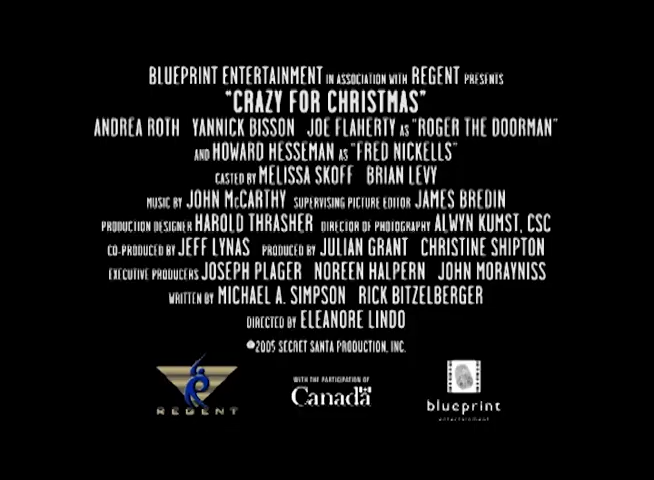 BLUEPRINT ENTERTAINMENT IN ASSOCIATION WITH REGENT PRESENTS
"CRAZY FOR CHRISTMAS"
ANDREA ROTH YANNICK BISSON JOE FLAHERTY AS "ROGER THE DOORMAN"
AND HOWARD HESSEMAN AS "FRED NICKELLS"
CASTED BY MELISSA SKOFF BRIAN LEVY
MUSIC BY JOHN McCARTHY SUPERVISING PICTURE EDITOR JAMES BREDIN
PRODUCTION DESIGNER HAROLD THRASHER DIRECTOR OF PHOTOGRAPHY ALWYN KUMST, CSC
CO-PRODUCED BY JEFF LYNAS PRODUCED BY JULIAN GRANT CHRISTINE SHIPTON
EXECUTIVE PRODUCERS JOSEPH PLAGER NOREEN HALPERN JOHN MORAYNISS
WRITTEN BY MICHAEL A. SIMPSON RICK BITZELBERGER
DIRECTED BY ELEANORE LINDO
©2005 SECRET SANTA PRODUCTION, INC.
REGENT
WITH THE PARTICIPATION OF
Canada
blueprint
entertainment